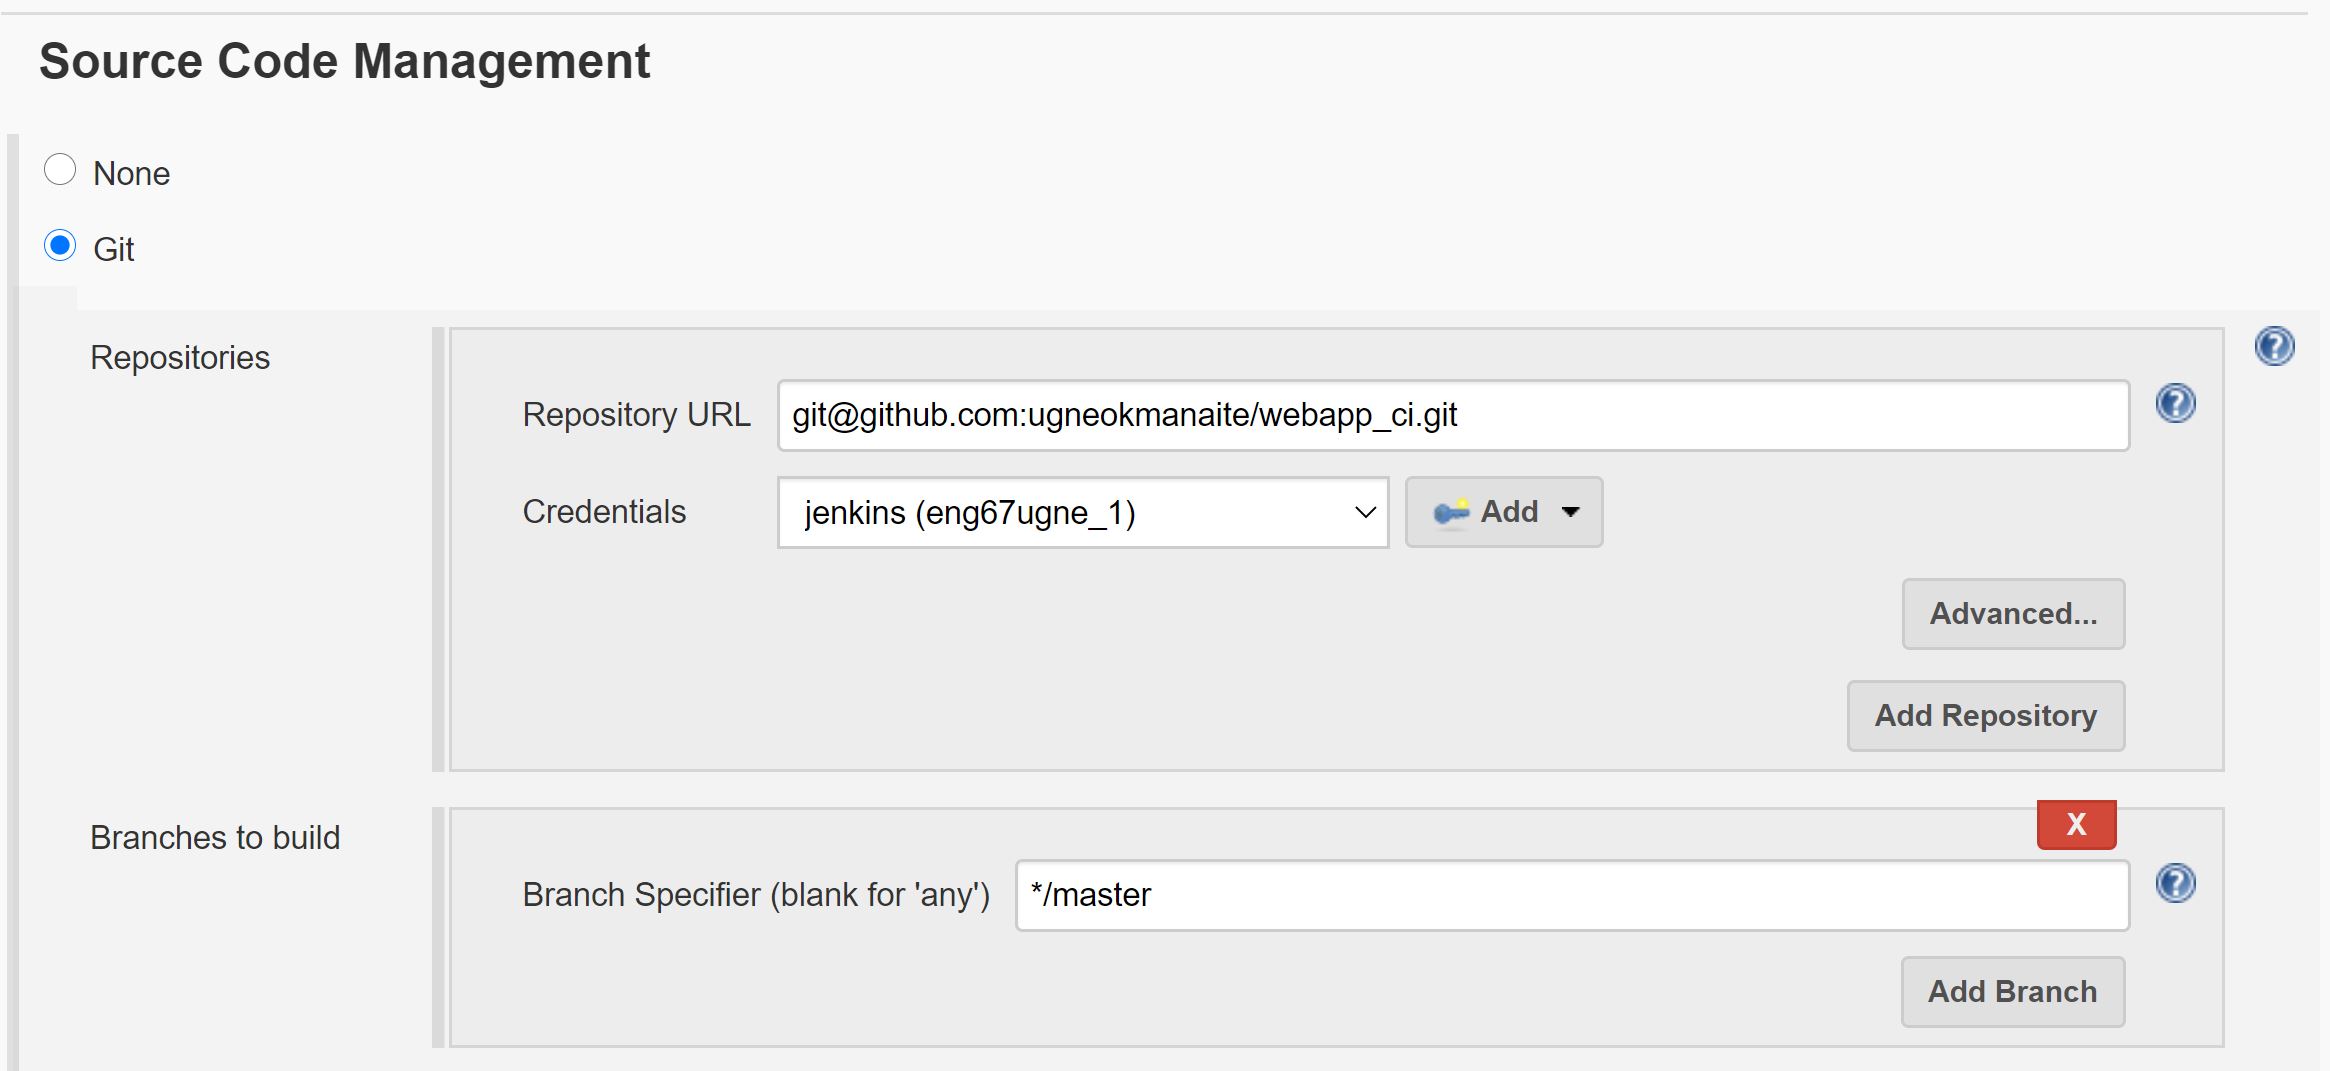 Source Code Management
None
Git
Repositories
Repository URL git@github.com:ugneokmanaite/webapp_ci.git ?
?
Credentials jenkins (eng67ugne_1) Add
Advanced...
Add Repository
Branches to build
X
Branch Specifier (blank for 'any') */master ?
Add Branch